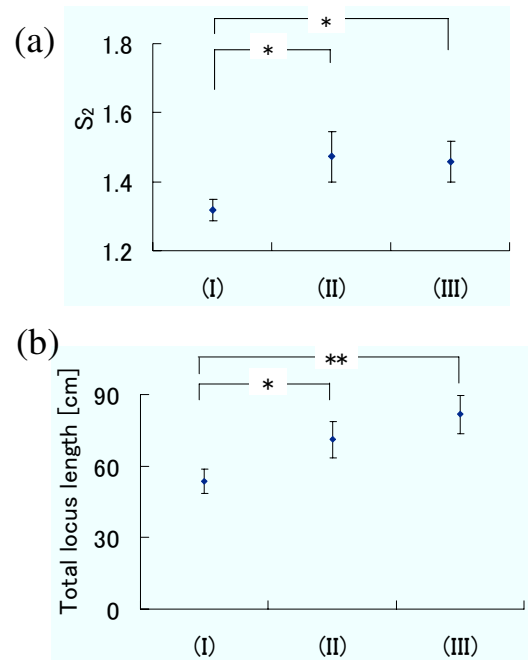 (a)
*
*
1.8
1.6
1.4
1.2
S₂
(I) (II) (III)
(b)
**
*
90
60
30
0
Total locus length [cm]
(I) (II) (III)